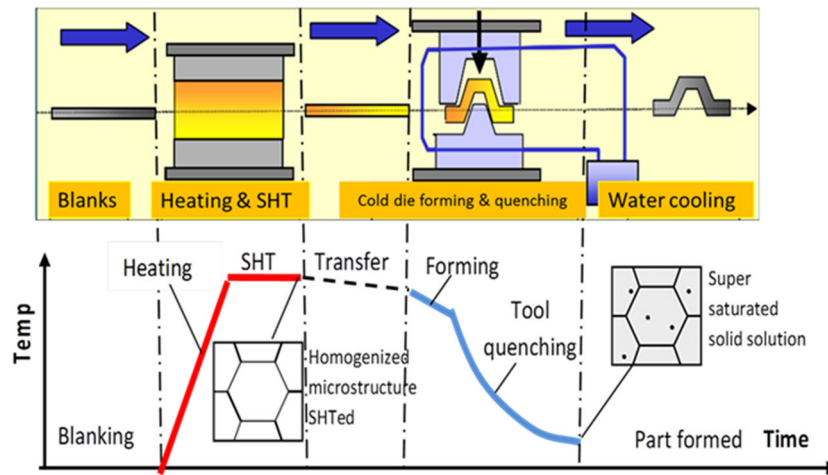 Blanks
Heating & SHT
Cold die forming & quenching
Water cooling
Temp
Heating
SHT
Transfer
Forming
Tool
quenching
Super
saturated
solid solution
Homogenized
microstructure
SHTed
Blanking
Part formed
Time